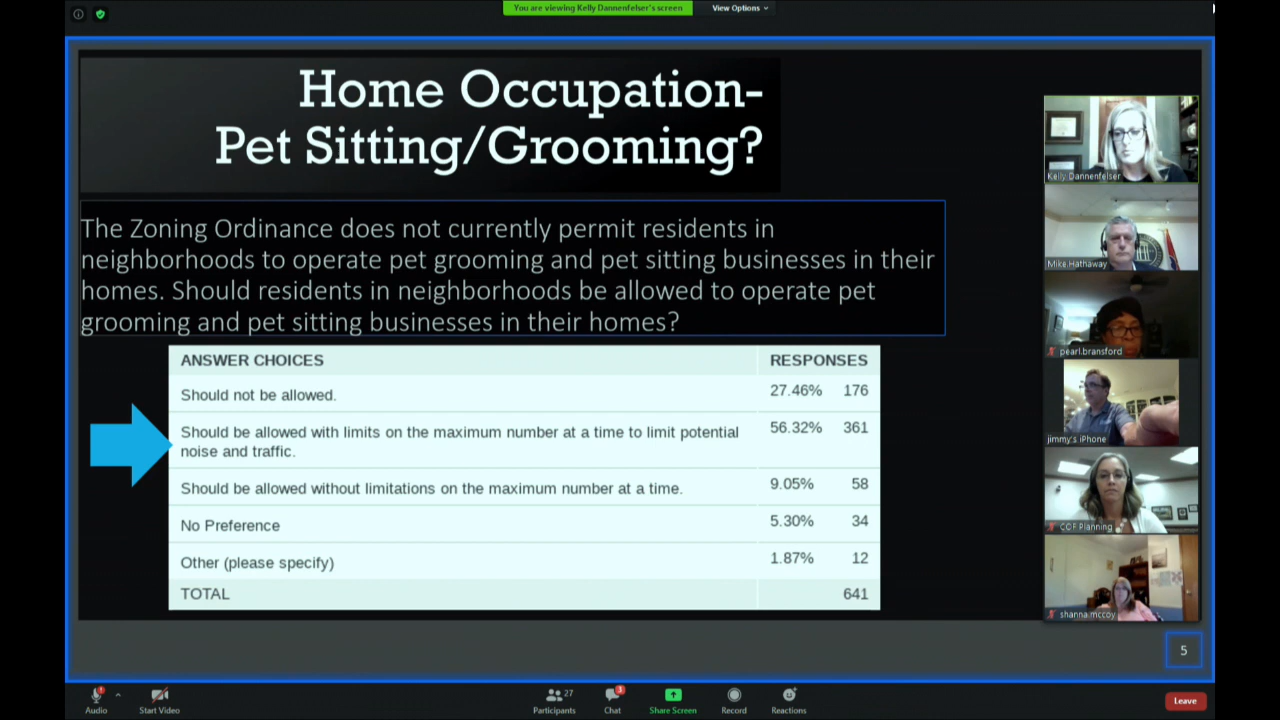 You are viewing Kelly Dannenfelser's screen
View Options
Home Occupation-
Pet Sitting/Grooming?
The Zoning Ordinance does not currently permit residents in
neighborhoods to operate pet grooming and pet sitting businesses in their
homes. Should residents in neighborhoods be allowed to operate pet
grooming and pet sitting businesses in their homes?
ANSWER CHOICES RESPONSES
Should not be allowed. 27.46% 176
Should be allowed with limits on the maximum number at a time to limit potential
noise and traffic. 56.32% 361
Should be allowed without limitations on the maximum number at a time. 9.05% 58
No Preference 5.30% 34
Other (please specify) 1.87% 12
TOTAL 641
Kelly Dannenfelser
Mike.Hathaway
pearl.bransford
jimmy's iPhone
COF Planning
shanna.mccoy
5
Audio
Start Video
27
Participants
3
Chat
Share Screen
Record
Reactions
Leave